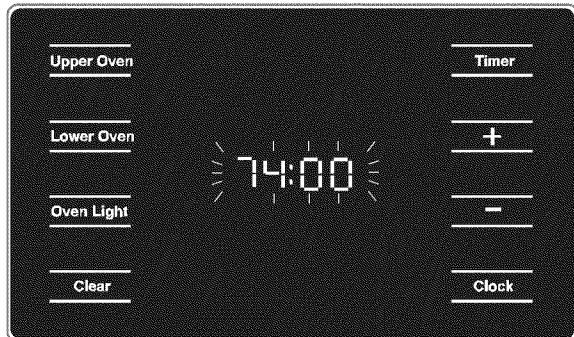 Upper Oven
Timer
Lower Oven
+
74:00
Oven Light
-
Clear
Clock